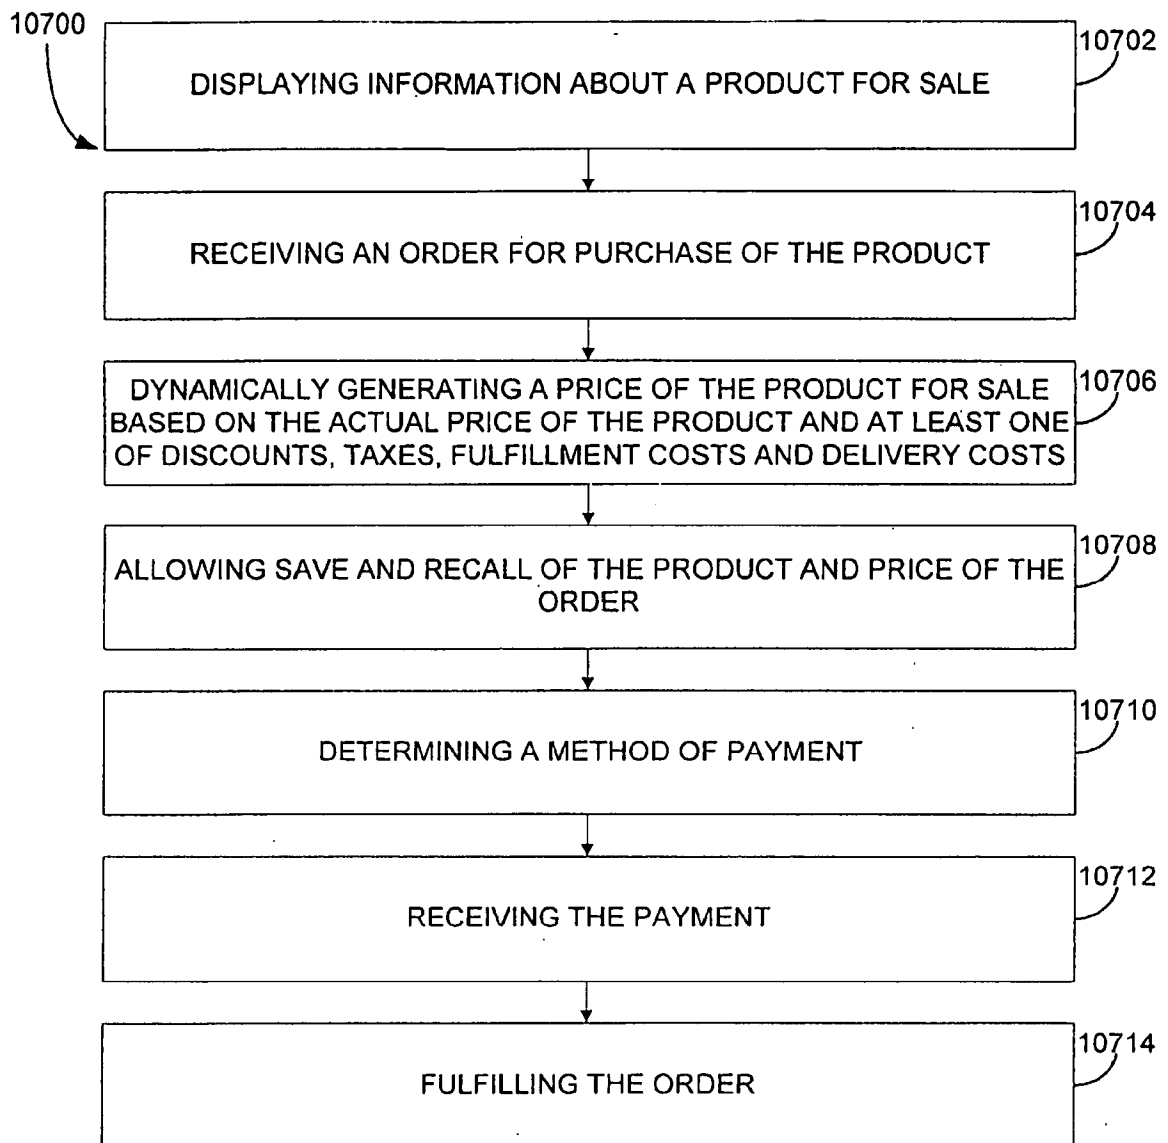 10700
10702
DISPLAYING INFORMATION ABOUT A PRODUCT FOR SALE
10704
RECEIVING AN ORDER FOR PURCHASE OF THE PRODUCT
10706
DYNAMICALLY GENERATING A PRICE OF THE PRODUCT FOR SALE
BASED ON THE ACTUAL PRICE OF THE PRODUCT AND AT LEAST ONE
OF DISCOUNTS, TAXES, FULFILLMENT COSTS AND DELIVERY COSTS
10708
ALLOWING SAVE AND RECALL OF THE PRODUCT AND PRICE OF THE
ORDER
10710
DETERMINING A METHOD OF PAYMENT
10712
RECEIVING THE PAYMENT
10714
FULFILLING THE ORDER